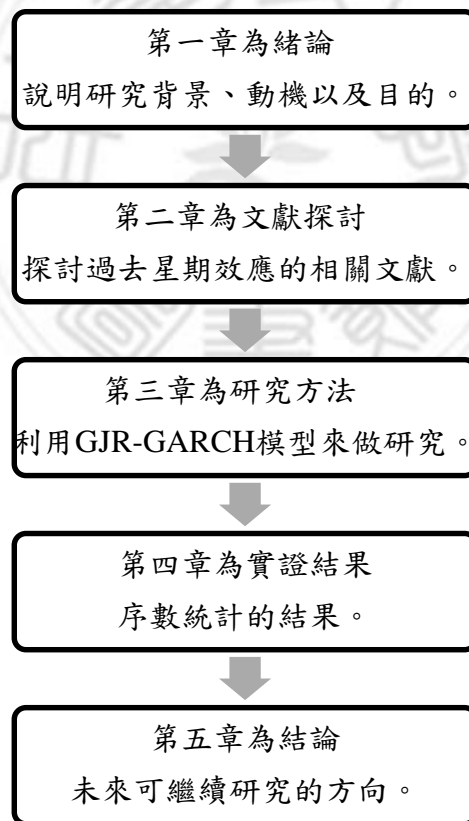 第一章為緒論
說明研究背景、動機以及目的。
第二章為文獻探討
探討過去星期效應的相關文獻。
第三章為研究方法
利用GJR-GARCH模型來做研究。
第四章為實證結果
序數統計的結果。
第五章為結論
未來可繼續研究的方向。